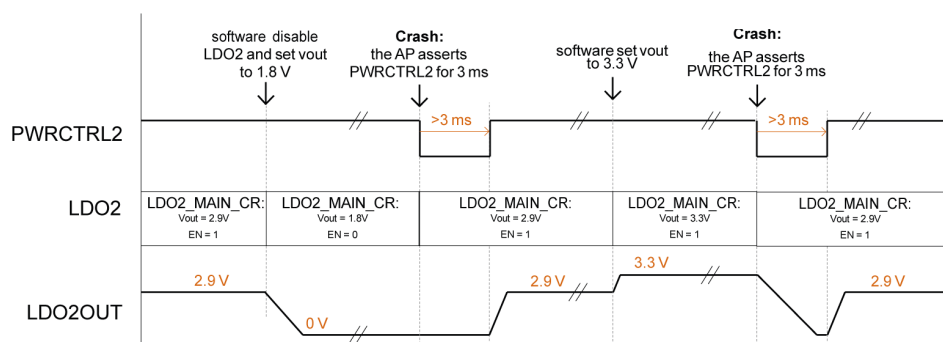 software disable
LDO2 and set vout
to 1.8 V
Crash:
the AP asserts
PWRCTRL2 for 3 ms
software set vout
to 3.3 V
Crash:
the AP asserts
PWRCTRL2 for 3 ms
PWRCTRL2
>3 ms
>3 ms
LDO2
LDO2_MAIN_CR:
Vout = 2.9V
EN = 1
LDO2_MAIN_CR:
Vout = 1.8V
EN = 0
LDO2_MAIN_CR:
Vout = 2.9V
EN = 1
LDO2_MAIN_CR:
Vout = 3.3V
EN = 1
LDO2_MAIN_CR:
Vout = 2.9V
EN = 1
LDO2OUT
2.9 V
0 V
2.9 V
3.3 V
2.9 V